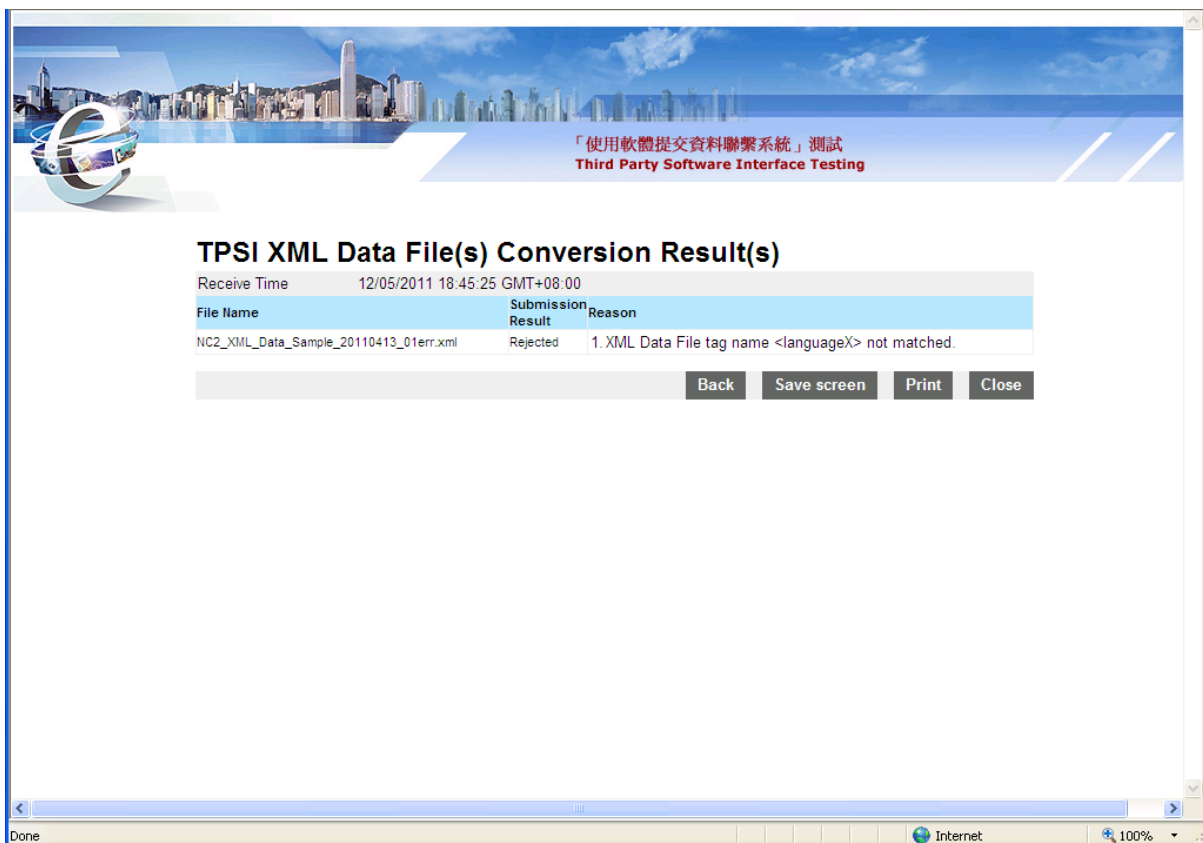 「使用軟體提交資料聯繫系統」測試
Third Party Software Interface Testing
TPSI XML Data File(s) Conversion Result(s)
Receive Time 12/05/2011 18:45:25 GMT+08:00
File Name Submission Result Reason
NC2_XML_Data_Sample_20110413_01err.xml Rejected 1. XML Data File tag name <languageX> not matched.
Back Save screen Print Close
Done Internet 100%